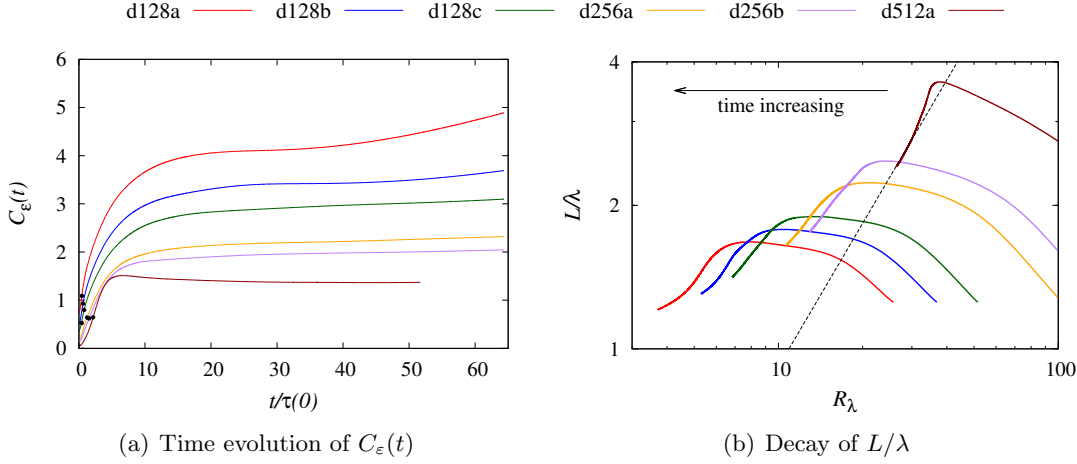 d128a d128b d128c d256a d256b d512a
6
5
4
3
2
1
0
Cε(t)
0 10 20 30 40 50 60
t/τ(0)
(a) Time evolution of Cε(t)
4
2
1
L/λ
time increasing
10 100
Rλ
(b) Decay of L/λ